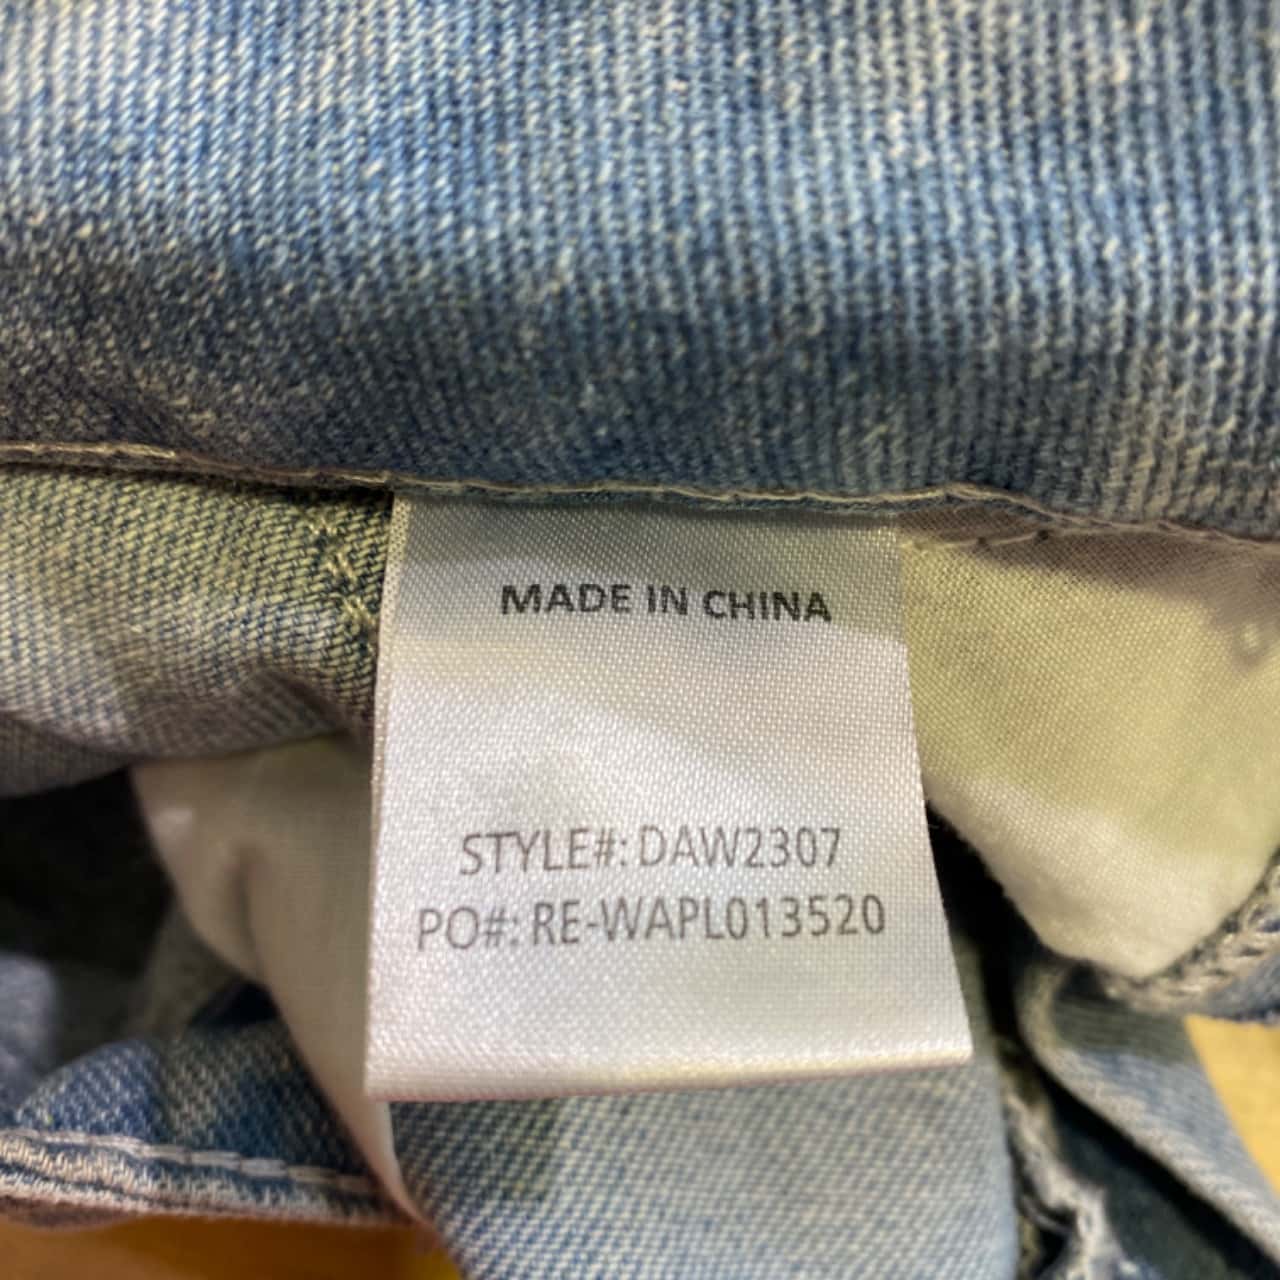 MADE IN CHINA
STYLE#: DAW2307
PO#: RE-WAPL013520